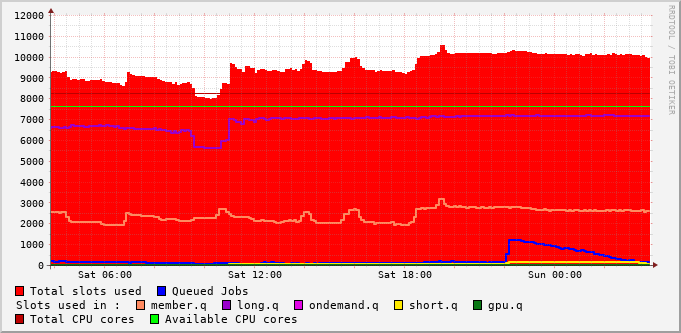 12000
11000
10000
9000
8000
7000
6000
5000
4000
3000
2000
1000
0
Sat 06:00 Sat 12:00 Sat 18:00 Sun 00:00
RRDTOOL / TOBI OETIKER
Total slots used Queued Jobs
Slots used in : member.q long.q ondemand.q short.q gpu.q
Total CPU cores Available CPU cores